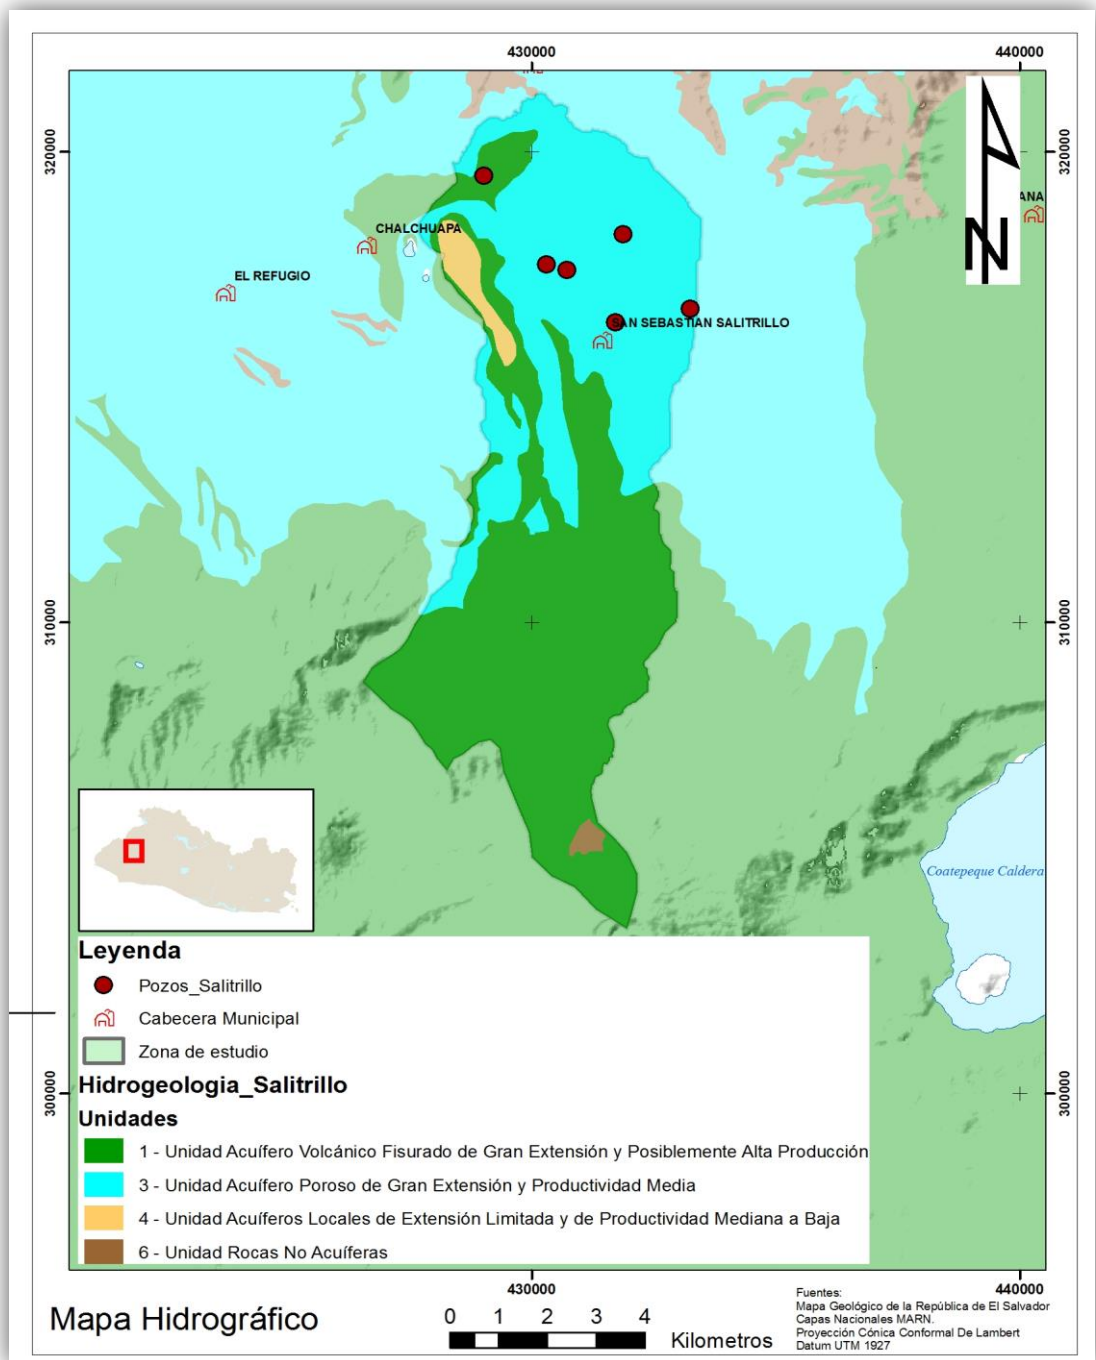 430000
440000
320000
320000
ANA
CHALCHUAPA
EL REFUGIO
SAN SEBASTIAN SALITRILLO
310000
310000
Coatepeque Caldera
Leyenda
Pozos_Salitrillo
Cabecera Municipal
Zona de estudio
Hidrogeologia_Salitrillo
300000
300000
Unidades
1 - Unidad Acuífero Volcánico Fisurado de Gran Extensión y Posiblemente Alta Producción
3 - Unidad Acuífero Poroso de Gran Extensión y Productividad Media
4 - Unidad Acuíferos Locales de Extensión Limitada y de Productividad Mediana a Baja
6 - Unidad Rocas No Acuíferas
430000
440000
Mapa Hidrográfico
0 1 2 3 4
Kilometros
Fuentes:
Mapa Geológico de la República de El Salvador
Capas Nacionales MARN.
Proyección Cónica Conformal De Lambert
Datum UTM 1927
N